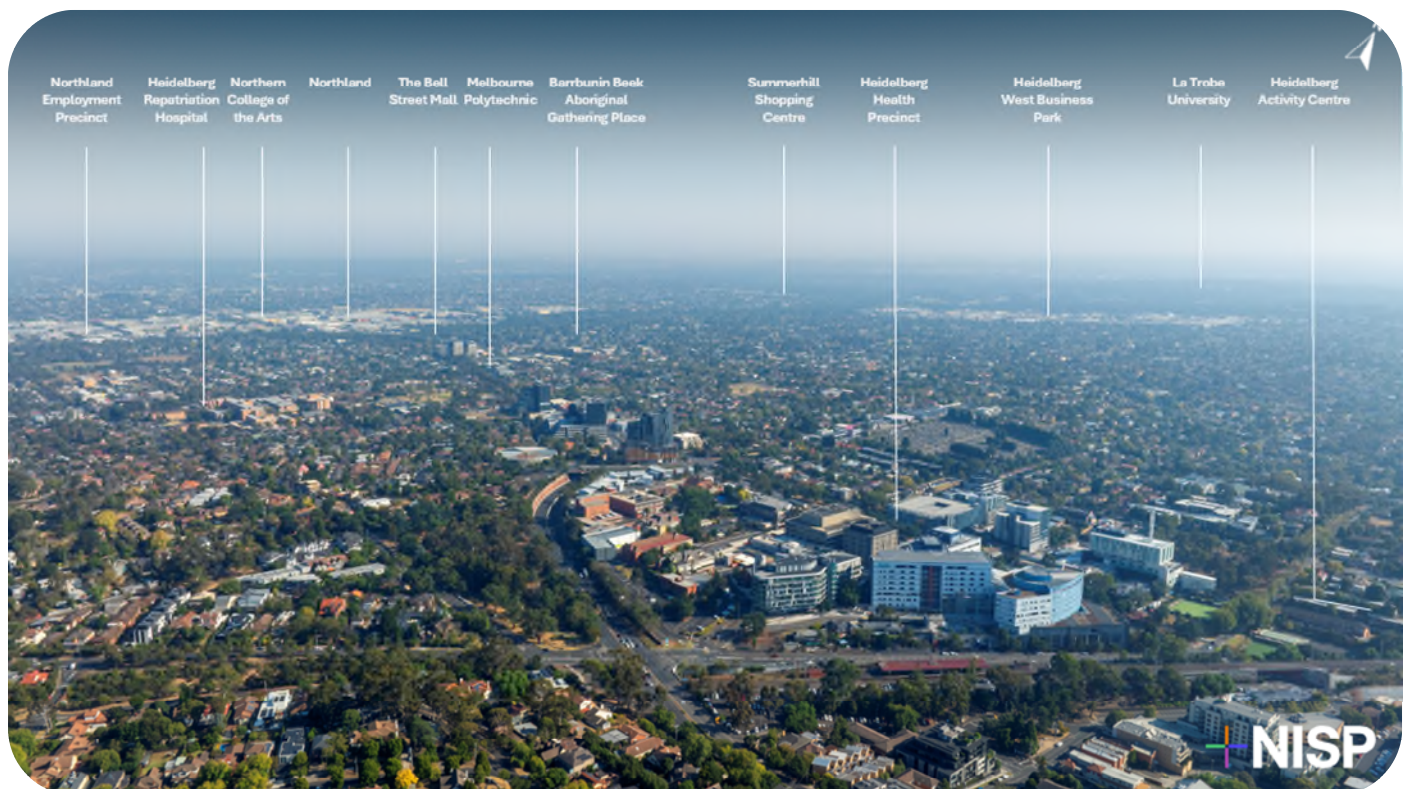 Northland
Employment
Precinct
Heidelberg
Repatriation
Hospital
Northern
College of
the Arts
Northland
The Bell
Street Mall
Melbourne
Polytechnic
Barrbunin Beek
Aboriginal
Gathering Place
Summerhill
Shopping
Centre
Heidelberg
Health
Precinct
Heidelberg
West Business
Park
La Trobe
University
Heidelberg
Activity Centre
NISP